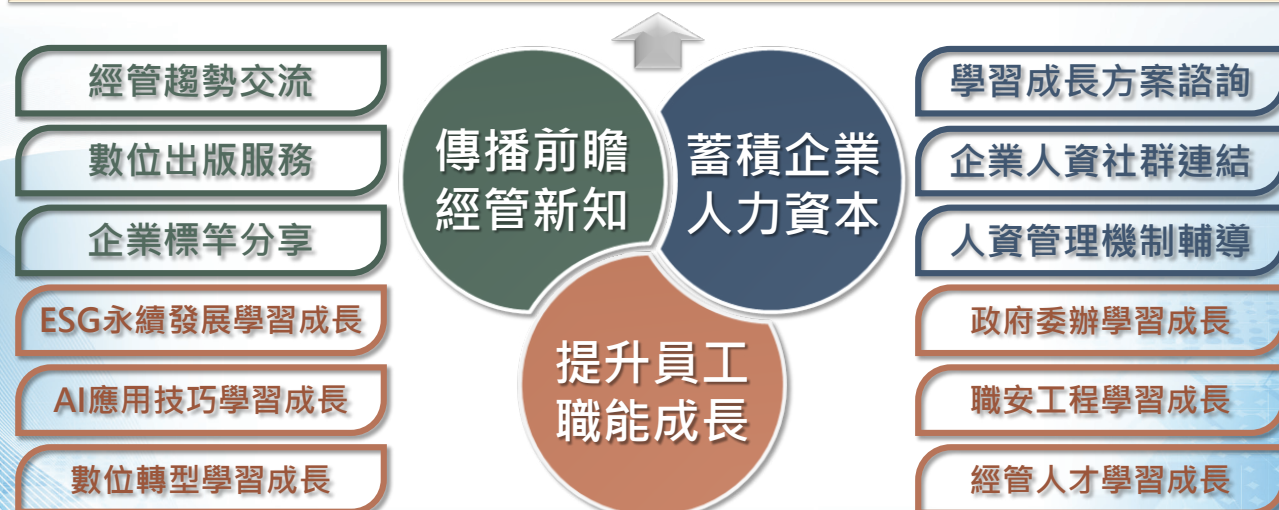 經管趨勢交流
數位出版服務
企業標竿分享
ESG永續發展學習成長
AI應用技巧學習成長
數位轉型學習成長
傳播前瞻
經管新知
蓄積企業
人力資本
提升員工
職能成長
學習成長方案諮詢
企業人資社群連結
人資管理機制輔導
政府委辦學習成長
職安工程學習成長
經管人才學習成長